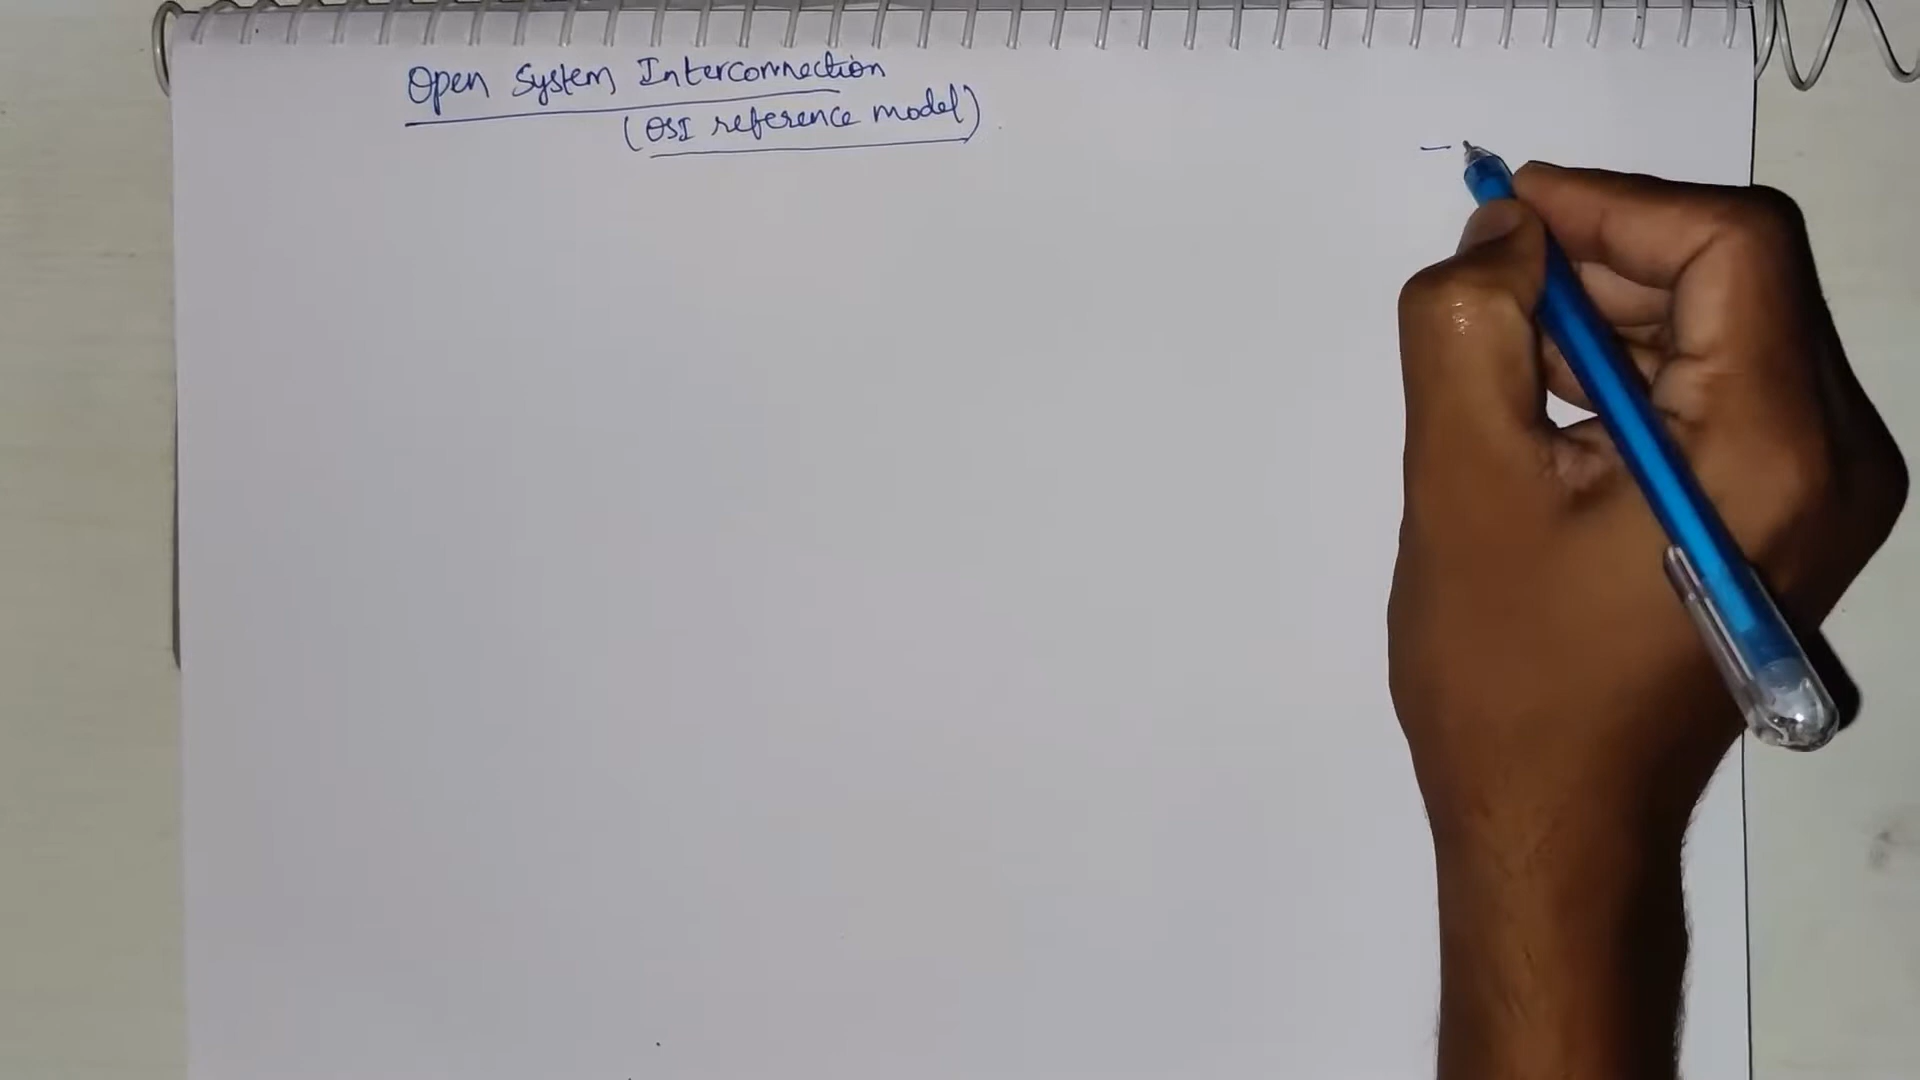 Open System Interconnection
(OSI reference model)
-